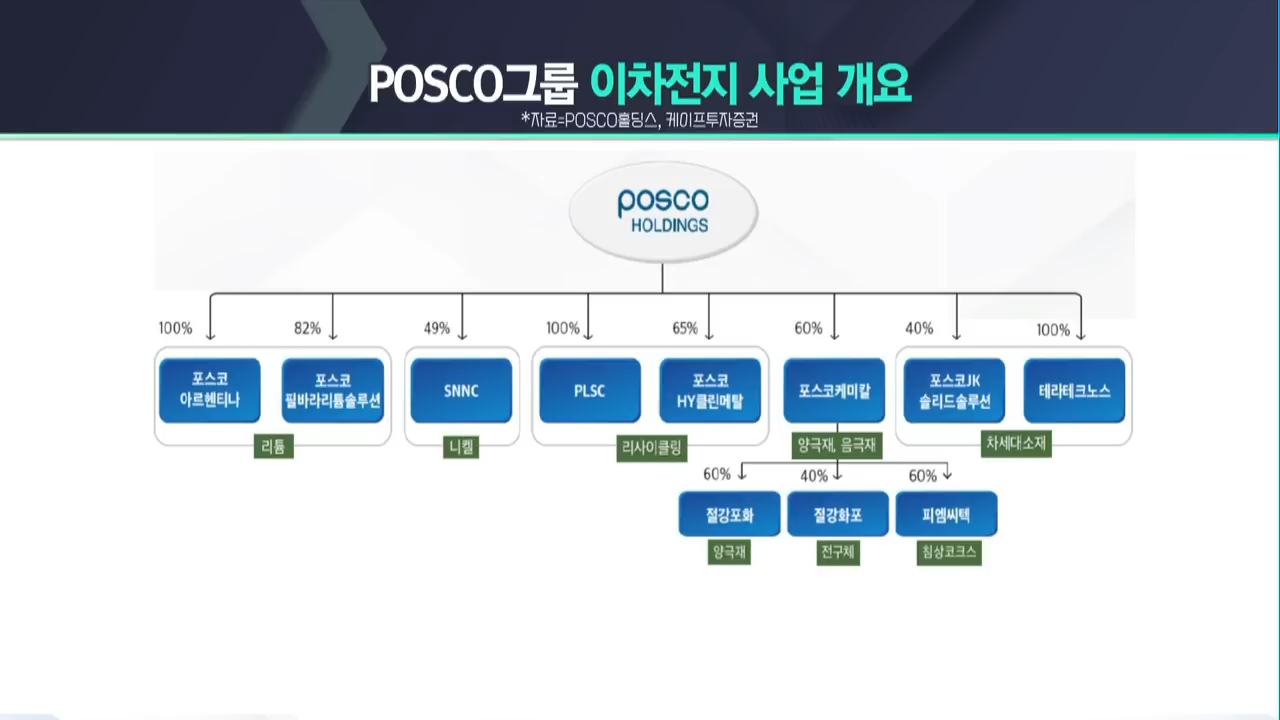 POSCO그룹 이차전지 사업 개요
*자료=POSCO홀딩스, 케이프투자증권
posco
HOLDINGS
100%
82%
49%
100%
65%
60%
40%
100%
포스코
아르헨티나
포스코
필바라리튬솔루션
SNNC
PLSC
포스코
HY클린메탈
포스코케미칼
포스코JK
솔리드솔루션
테라테크노스
리튬
니켈
리사이클링
양극재, 음극재
차세대소재
60%
40%
60%
절강포화
절강화포
피엠씨텍
양극재
전구체
침상코크스